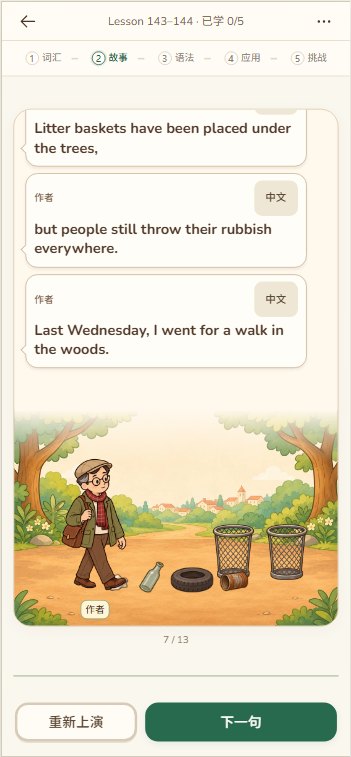 Lesson 143–144 · 已学 0/5
1 词汇 – 2 故事 – 3 语法 – 4 应用 – 5 挑战
Litter baskets have been placed under
the trees,
作者 中文
but people still throw their rubbish
everywhere.
作者 中文
Last Wednesday, I went for a walk in
the woods.
作者
7 / 13
重新上演 下一句